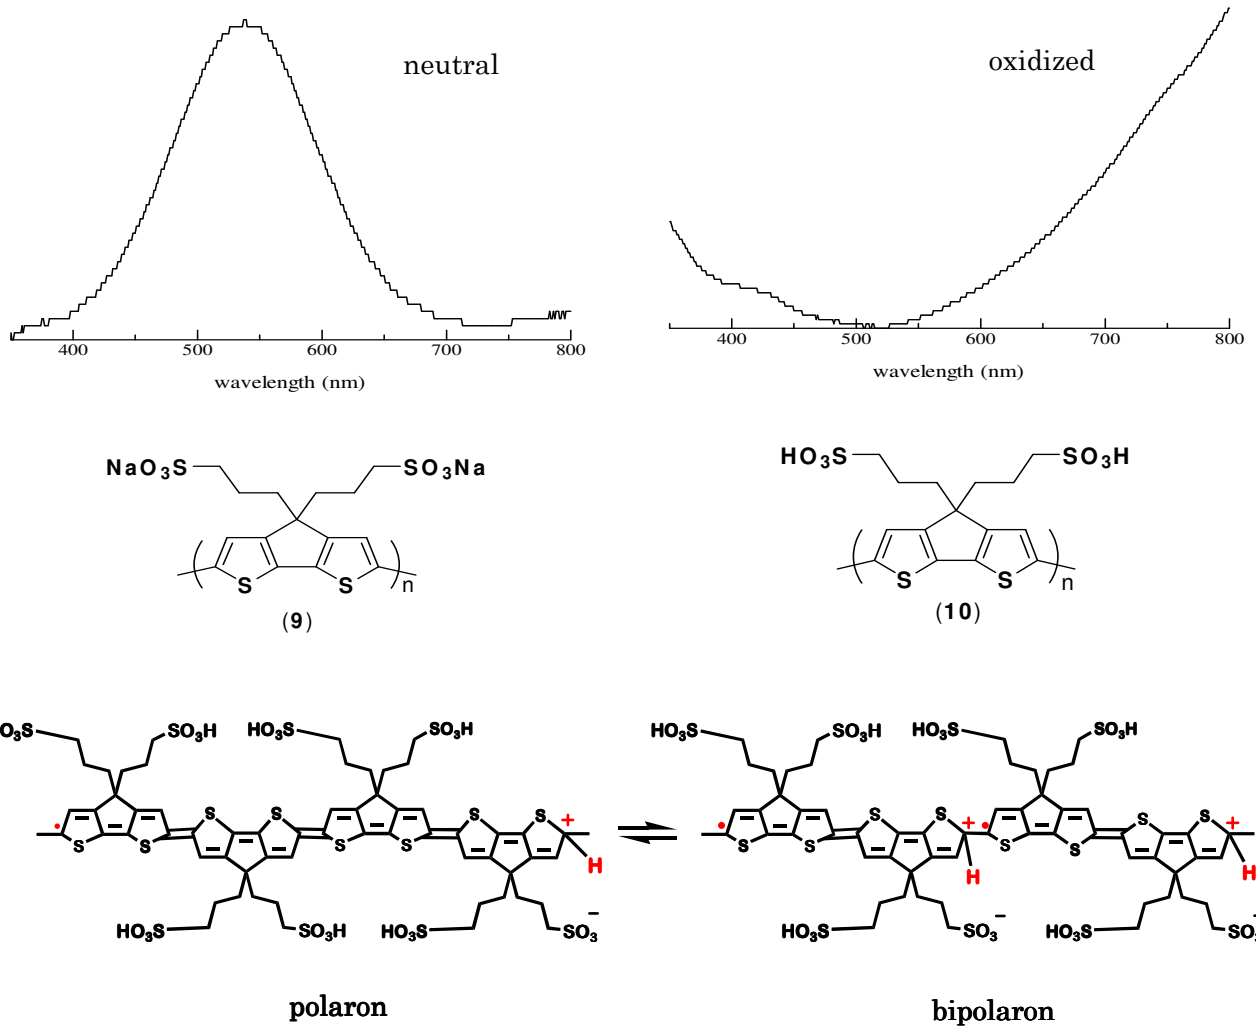 neutral
oxidized
400 500 600 700 800
wavelength (nm)
400 500 600 700 800
wavelength (nm)
NaO3S SO3Na
S S n
(9)
HO3S SO3H
S S n
(10)
O3S SO3H HO3S SO3H
S S S S S S S S + H
HO3S SO3H HO3S SO3−
polaron
HO3S SO3H HO3S SO3H
S S S S + H S S S S + H
HO3S SO3− HO3S SO3−
bipolaron